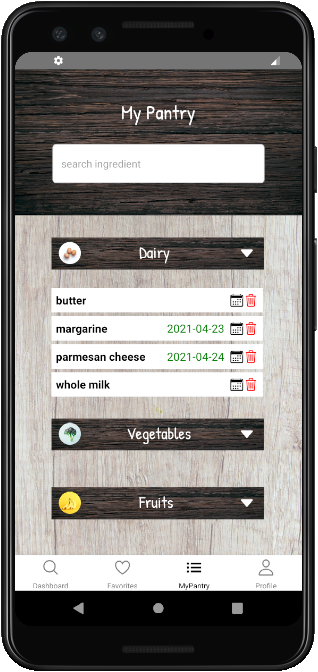 My Pantry
search ingredient
Dairy
butter
margarine 2021-04-23
parmesan cheese 2021-04-24
whole milk
Vegetables
Fruits
Dashboard Favorites MyPantry Profile